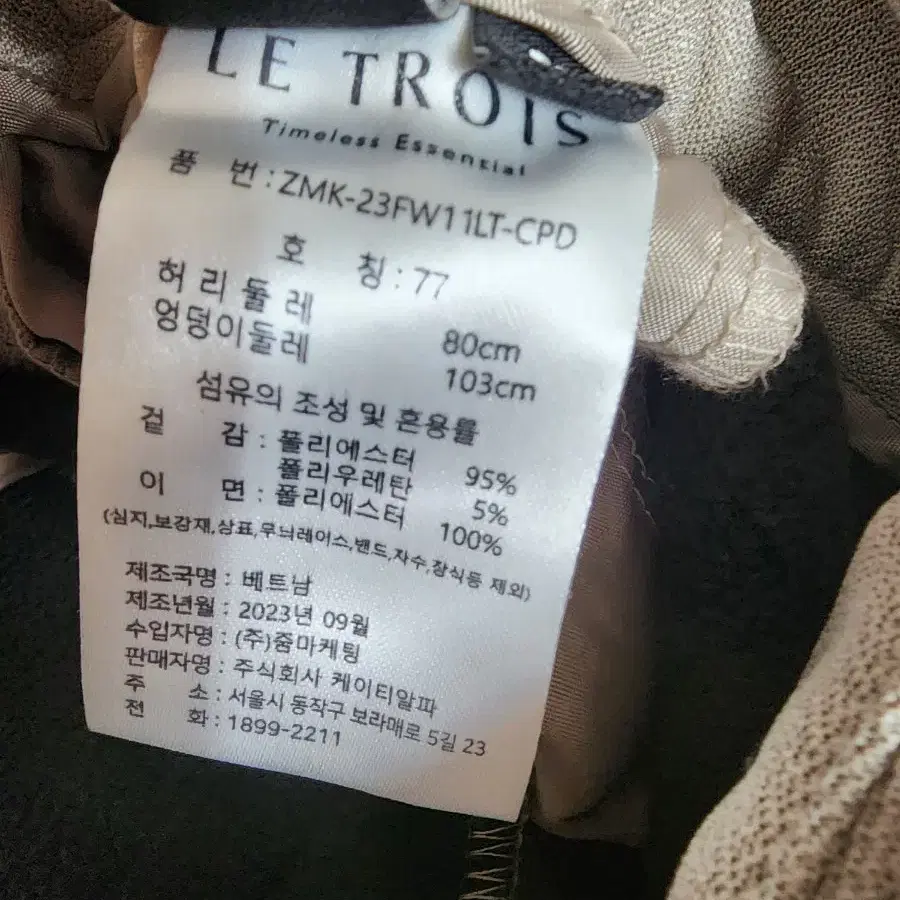 LE TROIS
Timeless Essential
품 번 : ZMK-23FW11LT-CPD
호 칭 : 77
허 리 둘 레 80cm
엉덩이둘레 103cm
섬유의 조성 및 혼용률
겉 감 : 폴리에스터 95%
폴리우레탄 5%
이 면 : 폴리에스터 100%
(심지,보강재,상표,무늬레이스,밴드,자수,장식등 제외)
제조국명 : 베트남
제조년월 : 2023년 09월
수입자명 : (주)줌마케팅
판매자명 : 주식회사 케이티알파
주 소 : 서울시 동작구 보라매로 5길 23
전 화 : 1899-2211